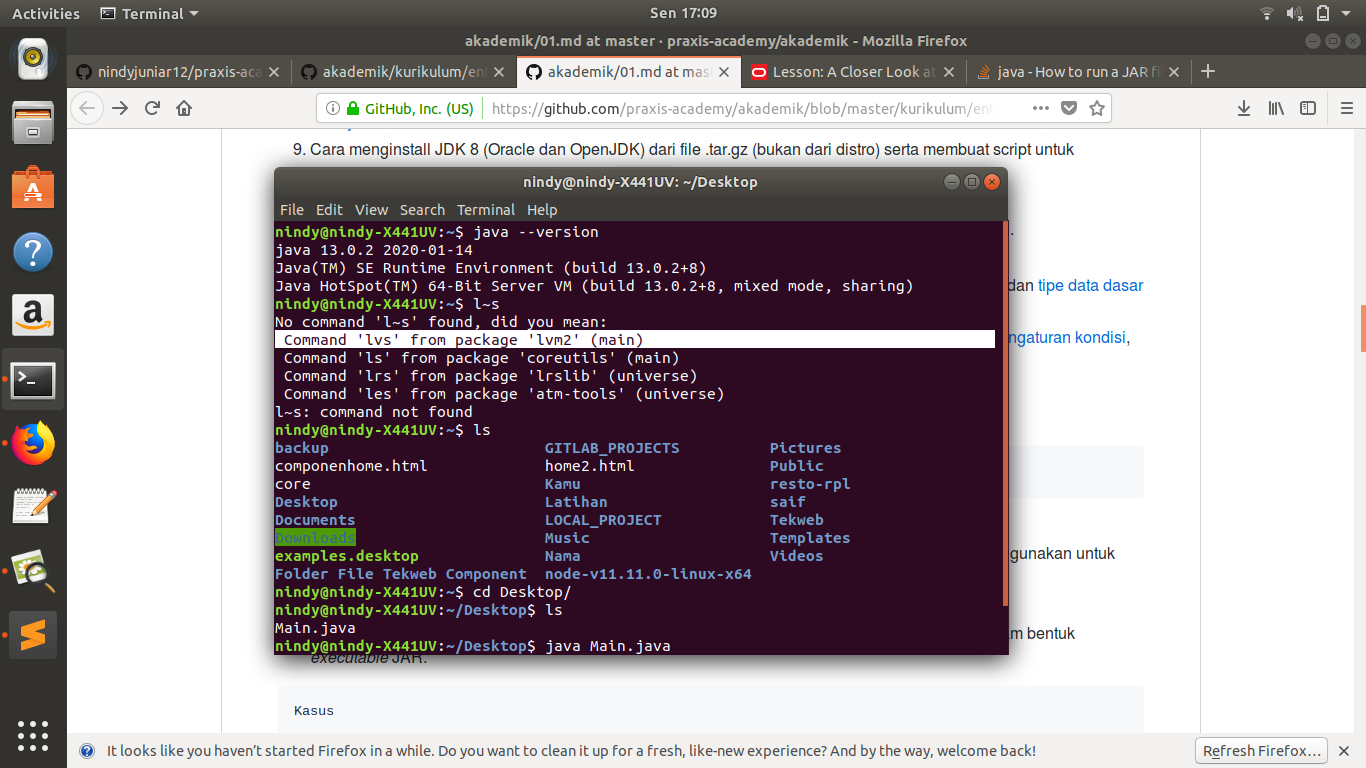 Activities Terminal Sen 17:09
akademik/01.md at master · praxis-academy/akademik - Mozilla Firefox
nindyjuniar12/praxis-aca akademik/kurikulum/ent akademik/01.md at mast Lesson: A Closer Look at java - How to run a JAR fi
GitHub, Inc. (US) https://github.com/praxis-academy/akademik/blob/master/kurikulum/ent
9. Cara menginstall JDK 8 (Oracle dan OpenJDK) dari file .tar.gz (bukan dari distro) serta membuat script untuk
nindy@nindy-X441UV: ~/Desktop
File Edit View Search Terminal Help
nindy@nindy-X441UV:~$ java --version
java 13.0.2 2020-01-14
Java(TM) SE Runtime Environment (build 13.0.2+8)
Java HotSpot(TM) 64-Bit Server VM (build 13.0.2+8, mixed mode, sharing)
nindy@nindy-X441UV:~$ l~s
No command 'l~s' found, did you mean:
Command 'lvs' from package 'lvm2' (main)
Command 'ls' from package 'coreutils' (main)
Command 'lrs' from package 'lrslib' (universe)
Command 'les' from package 'atm-tools' (universe)
l~s: command not found
nindy@nindy-X441UV:~$ ls
backup GITLAB_PROJECTS Pictures
componenhome.html home2.html Public
core Kamu resto-rpl
Desktop Latihan saif
Documents LOCAL_PROJECT Tekweb
Downloads Music Templates
examples.desktop Nama Videos
Folder File Tekweb Component node-v11.11.0-linux-x64
nindy@nindy-X441UV:~$ cd Desktop/
nindy@nindy-X441UV:~/Desktop$ ls
Main.java
nindy@nindy-X441UV:~/Desktop$ java Main.java
dan tipe data dasar
ngaturan kondisi,
gunakan untuk
m bentuk
executable JAR.
Kasus
It looks like you haven't started Firefox in a while. Do you want to clean it up for a fresh, like-new experience? And by the way, welcome back! Refresh Firefox…